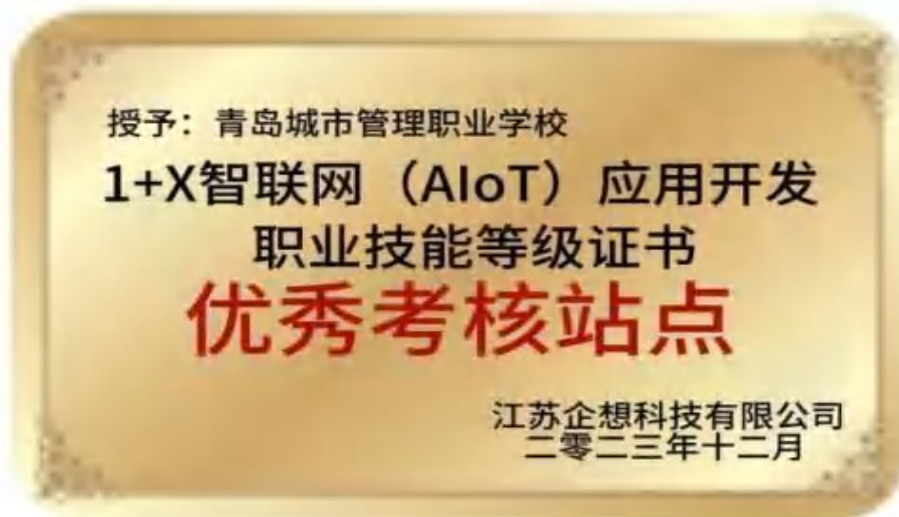 授予：青岛城市管理职业学校
1+X智联网（AIoT）应用开发
职业技能等级证书
优秀考核站点
江苏企想科技有限公司
二零二三年十二月